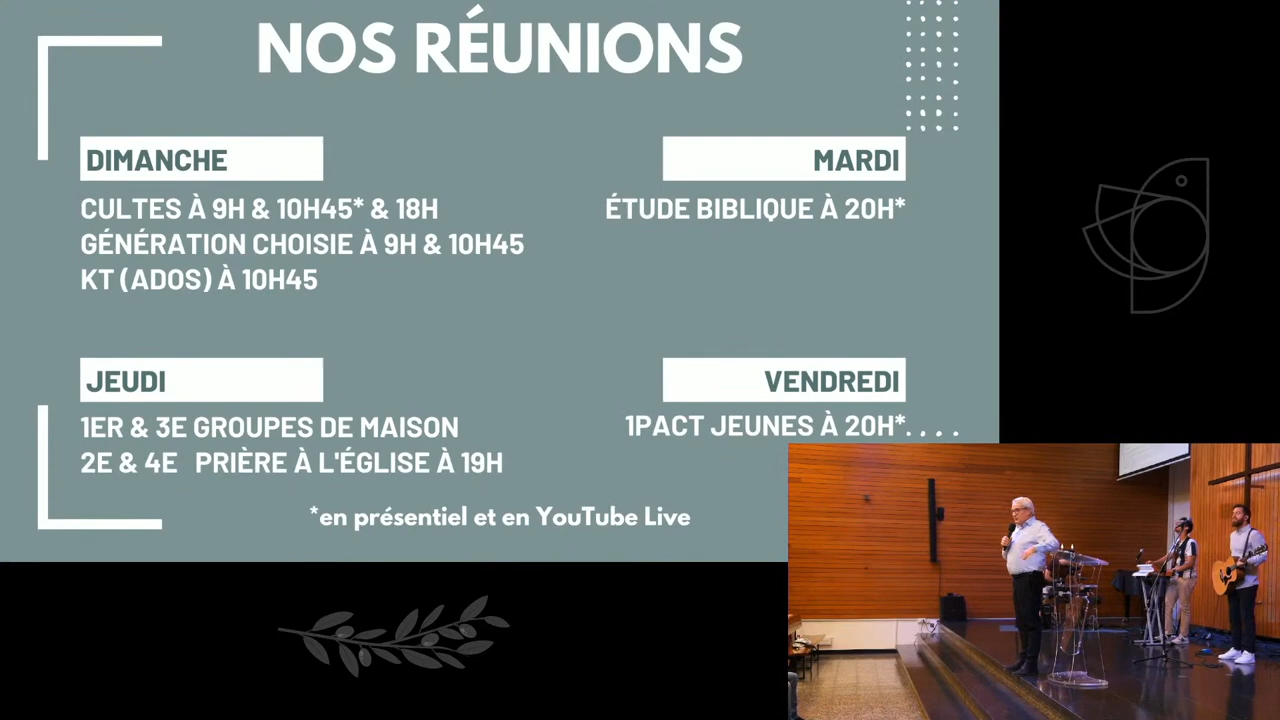 NOS RÉUNIONS
DIMANCHE
CULTES À 9H & 10H45* & 18H
GÉNÉRATION CHOISIE À 9H & 10H45
KT (ADOS) À 10H45
MARDI
ÉTUDE BIBLIQUE À 20H*
JEUDI
1ER & 3E GROUPES DE MAISON
2E & 4E PRIÈRE À L'ÉGLISE À 19H
VENDREDI
1PACT JEUNES À 20H*
*en présentiel et en YouTube Live